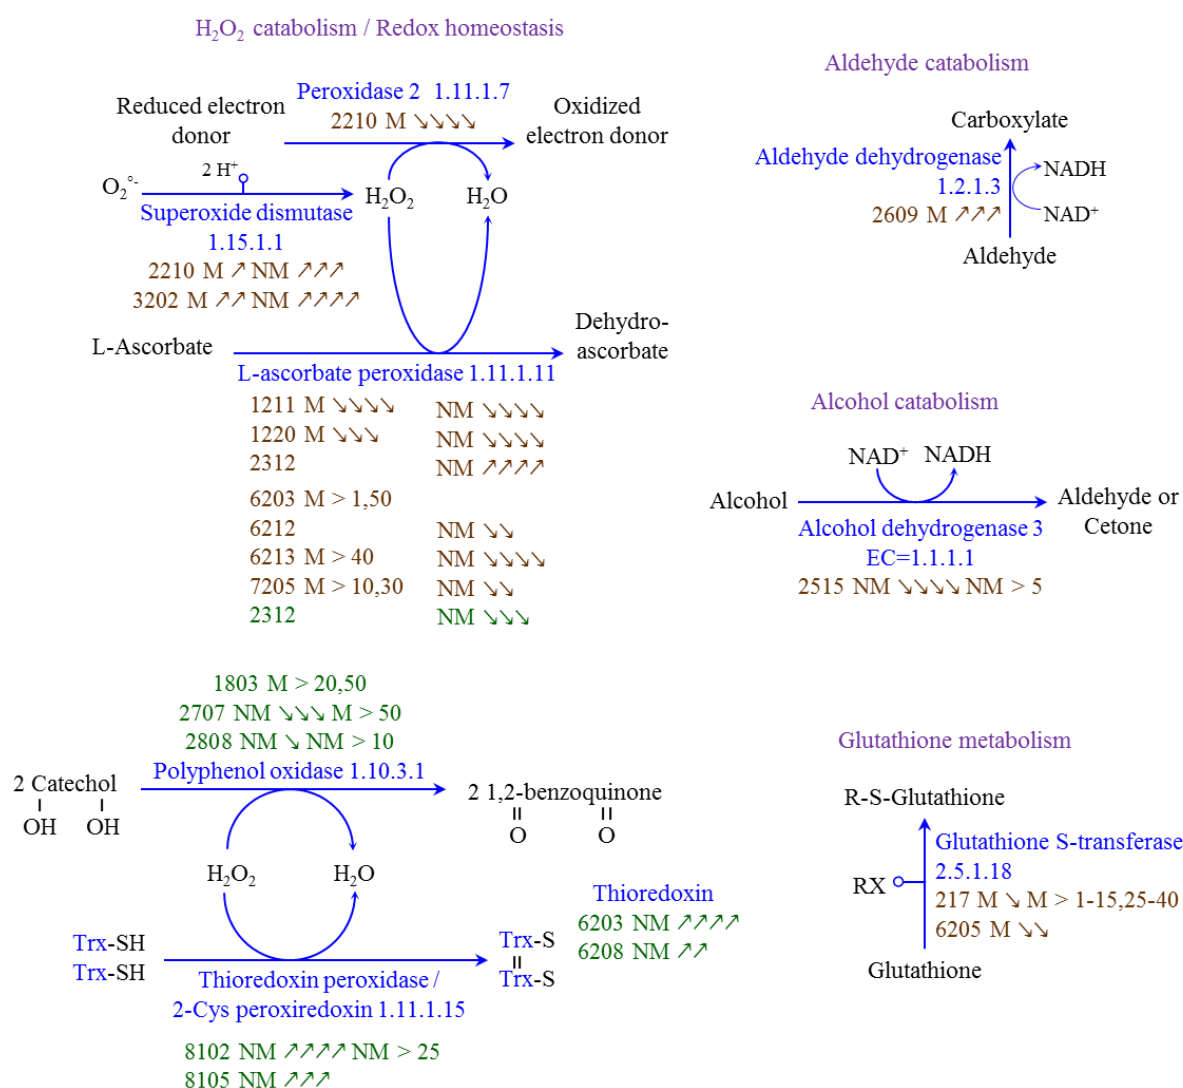 H₂O₂ catabolism / Redox homeostasis
Reduced electron
donor
Peroxidase 2 1.11.1.7
2210 M ↘↘↘↘
Oxidized
electron donor
O₂°⁻
2 H⁺
H₂O₂
H₂O
Superoxide dismutase
1.15.1.1
2210 M ↗ NM ↗↗↗
3202 M ↗↗ NM ↗↗↗↗
L-Ascorbate
Dehydro-
ascorbate
L-ascorbate peroxidase 1.11.1.11
1211 M ↘↘↘↘ NM ↘↘↘↘
1220 M ↘↘↘ NM ↘↘↘↘
2312 NM ↗↗↗↗
6203 M > 1,50
6212 NM ↘↘
6213 M > 40 NM ↘↘↘↘
7205 M > 10,30 NM ↘↘
2312 NM ↘↘↘
Aldehyde catabolism
Carboxylate
Aldehyde dehydrogenase
1.2.1.3
2609 M ↗↗↗
NADH
NAD⁺
Aldehyde
Alcohol catabolism
NAD⁺ NADH
Alcohol
Aldehyde or
Cetone
Alcohol dehydrogenase 3
EC=1.1.1.1
2515 NM ↘↘↘↘ NM > 5
1803 M > 20,50
2707 NM ↘↘↘ M > 50
2808 NM ↘ NM > 10
Polyphenol oxidase 1.10.3.1
2 Catechol
OH OH
2 1,2-benzoquinone
O O
H₂O₂
H₂O
Trx-SH
Trx-SH
Trx-S
Trx-S
Thioredoxin
6203 NM ↗↗↗↗
6208 NM ↗↗
Thioredoxin peroxidase /
2-Cys peroxiredoxin 1.11.1.15
8102 NM ↗↗↗↗ NM > 25
8105 NM ↗↗↗
Glutathione metabolism
R-S-Glutathione
Glutathione S-transferase
2.5.1.18
RX
217 M ↘ M > 1-15,25-40
6205 M ↘↘
Glutathione